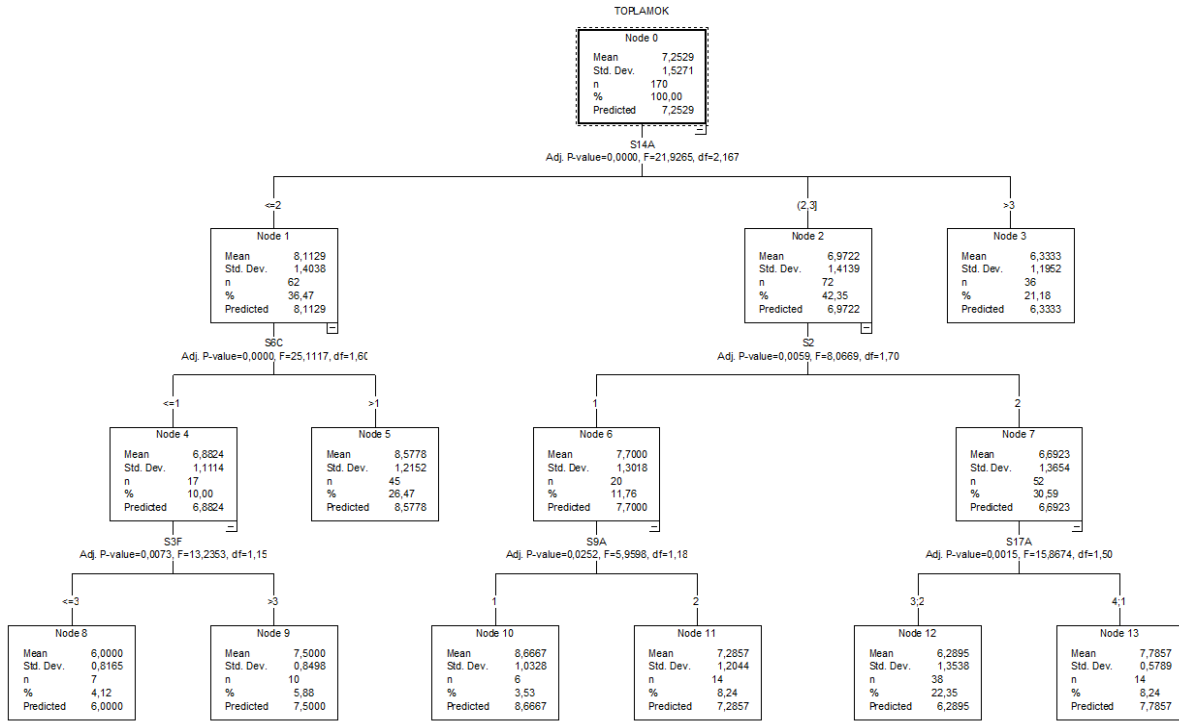 TOPLAMOK
Node 0
Mean 7,2529
Std. Dev. 1,5271
n 170
% 100,00
Predicted 7,2529
S14A
Adj. P-value=0,0000, F=21,9265, df=2,167
<=2 (2,3] >3
Node 1
Mean 8,1129
Std. Dev. 1,4038
n 62
% 36,47
Predicted 8,1129
Node 2
Mean 6,9722
Std. Dev. 1,4139
n 72
% 42,35
Predicted 6,9722
Node 3
Mean 6,3333
Std. Dev. 1,1952
n 36
% 21,18
Predicted 6,3333
S6C
Adj. P-value=0,0000, F=25,1117, df=1,60
S2
Adj. P-value=0,0059, F=8,0669, df=1,70
<=1 >1 1 2
Node 4
Mean 6,8824
Std. Dev. 1,1114
n 17
% 10,00
Predicted 6,8824
Node 5
Mean 8,5778
Std. Dev. 1,2152
n 45
% 26,47
Predicted 8,5778
Node 6
Mean 7,7000
Std. Dev. 1,3018
n 20
% 11,76
Predicted 7,7000
Node 7
Mean 6,6923
Std. Dev. 1,3654
n 52
% 30,59
Predicted 6,6923
S3F
Adj. P-value=0,0073, F=13,2353, df=1,15
S9A
Adj. P-value=0,0252, F=5,9598, df=1,18
S17A
Adj. P-value=0,0015, F=15,8674, df=1,50
<=3 >3 1 2 3;2 4;1
Node 8
Mean 6,0000
Std. Dev. 0,8165
n 7
% 4,12
Predicted 6,0000
Node 9
Mean 7,5000
Std. Dev. 0,8498
n 10
% 5,88
Predicted 7,5000
Node 10
Mean 8,6667
Std. Dev. 1,0328
n 6
% 3,53
Predicted 8,6667
Node 11
Mean 7,2857
Std. Dev. 1,2044
n 14
% 8,24
Predicted 7,2857
Node 12
Mean 6,2895
Std. Dev. 1,3538
n 38
% 22,35
Predicted 6,2895
Node 13
Mean 7,7857
Std. Dev. 0,5789
n 14
% 8,24
Predicted 7,7857